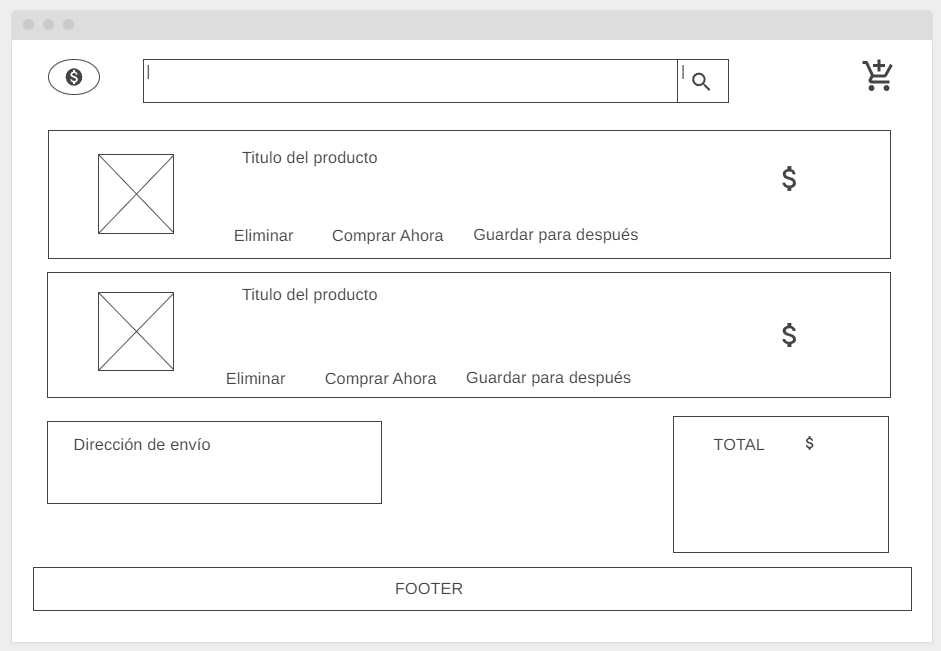 $
Titulo del producto
$
Eliminar Comprar Ahora Guardar para después
Titulo del producto
$
Eliminar Comprar Ahora Guardar para después
Dirección de envío
TOTAL $
FOOTER